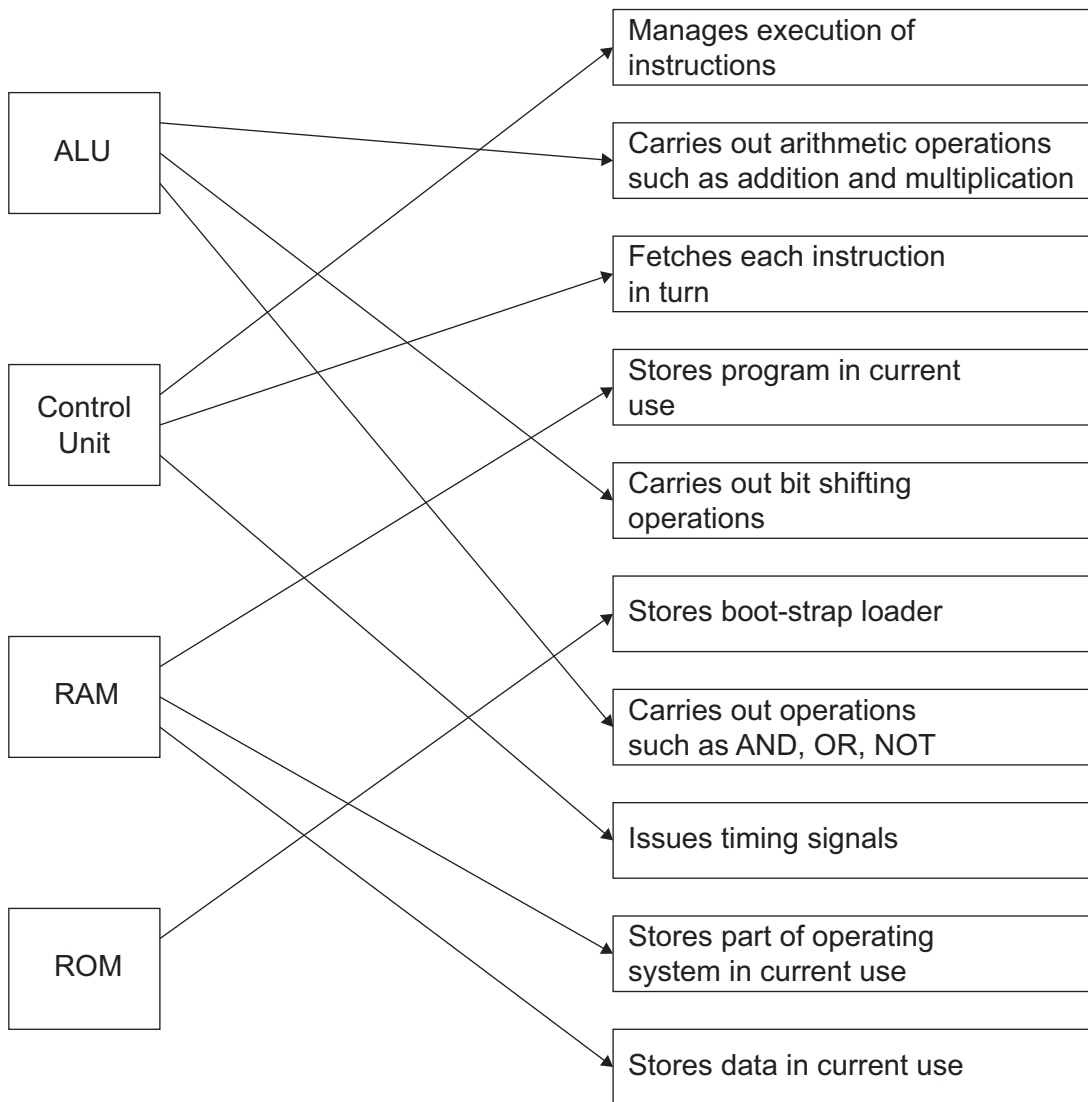 ALU
Control
Unit
RAM
ROM
Manages execution of
instructions
Carries out arithmetic operations
such as addition and multiplication
Fetches each instruction
in turn
Stores program in current
use
Carries out bit shifting
operations
Stores boot-strap loader
Carries out operations
such as AND, OR, NOT
Issues timing signals
Stores part of operating
system in current use
Stores data in current use